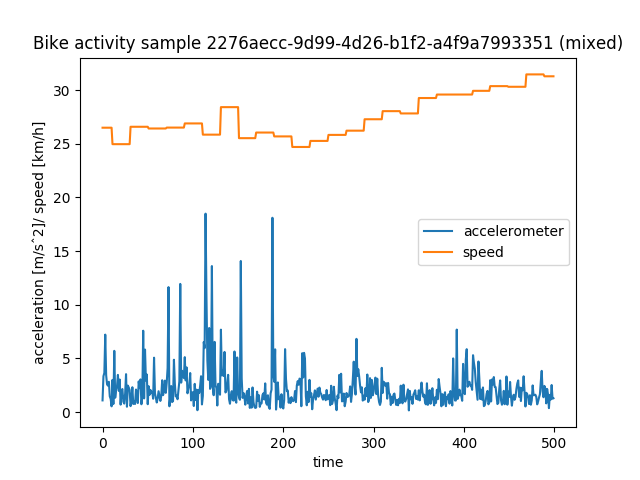 Bike activity sample 2276aecc-9d99-4d26-b1f2-a4f9a7993351 (mixed)
acceleration [m/s^2]/ speed [km/h]
30
25
20
15
10
5
0
accelerometer
speed
0 100 200 300 400 500
time